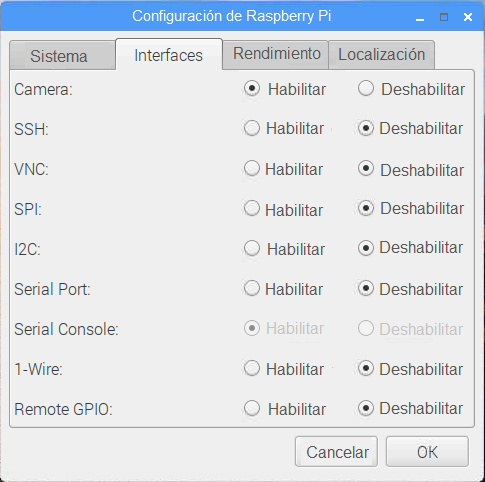 Configuración de Raspberry Pi
Sistema Interfaces Rendimiento Localización
Camera: Habilitar Deshabilitar
SSH: Habilitar Deshabilitar
VNC: Habilitar Deshabilitar
SPI: Habilitar Deshabilitar
I2C: Habilitar Deshabilitar
Serial Port: Habilitar Deshabilitar
Serial Console: Habilitar Deshabilitar
1-Wire: Habilitar Deshabilitar
Remote GPIO: Habilitar Deshabilitar
Cancelar OK